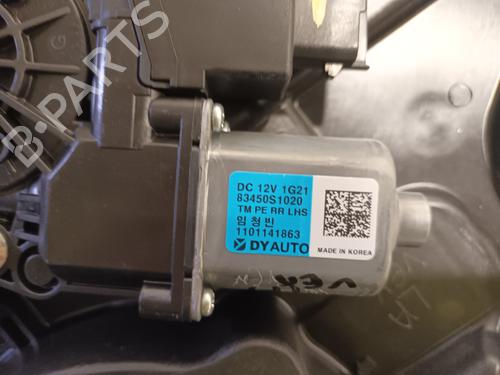 G
B-PARTS
DC 12V 1G21
83450S1020
TM PE RR LHS
임청빈
1101141863
DYAUTO
MADE IN KOREA